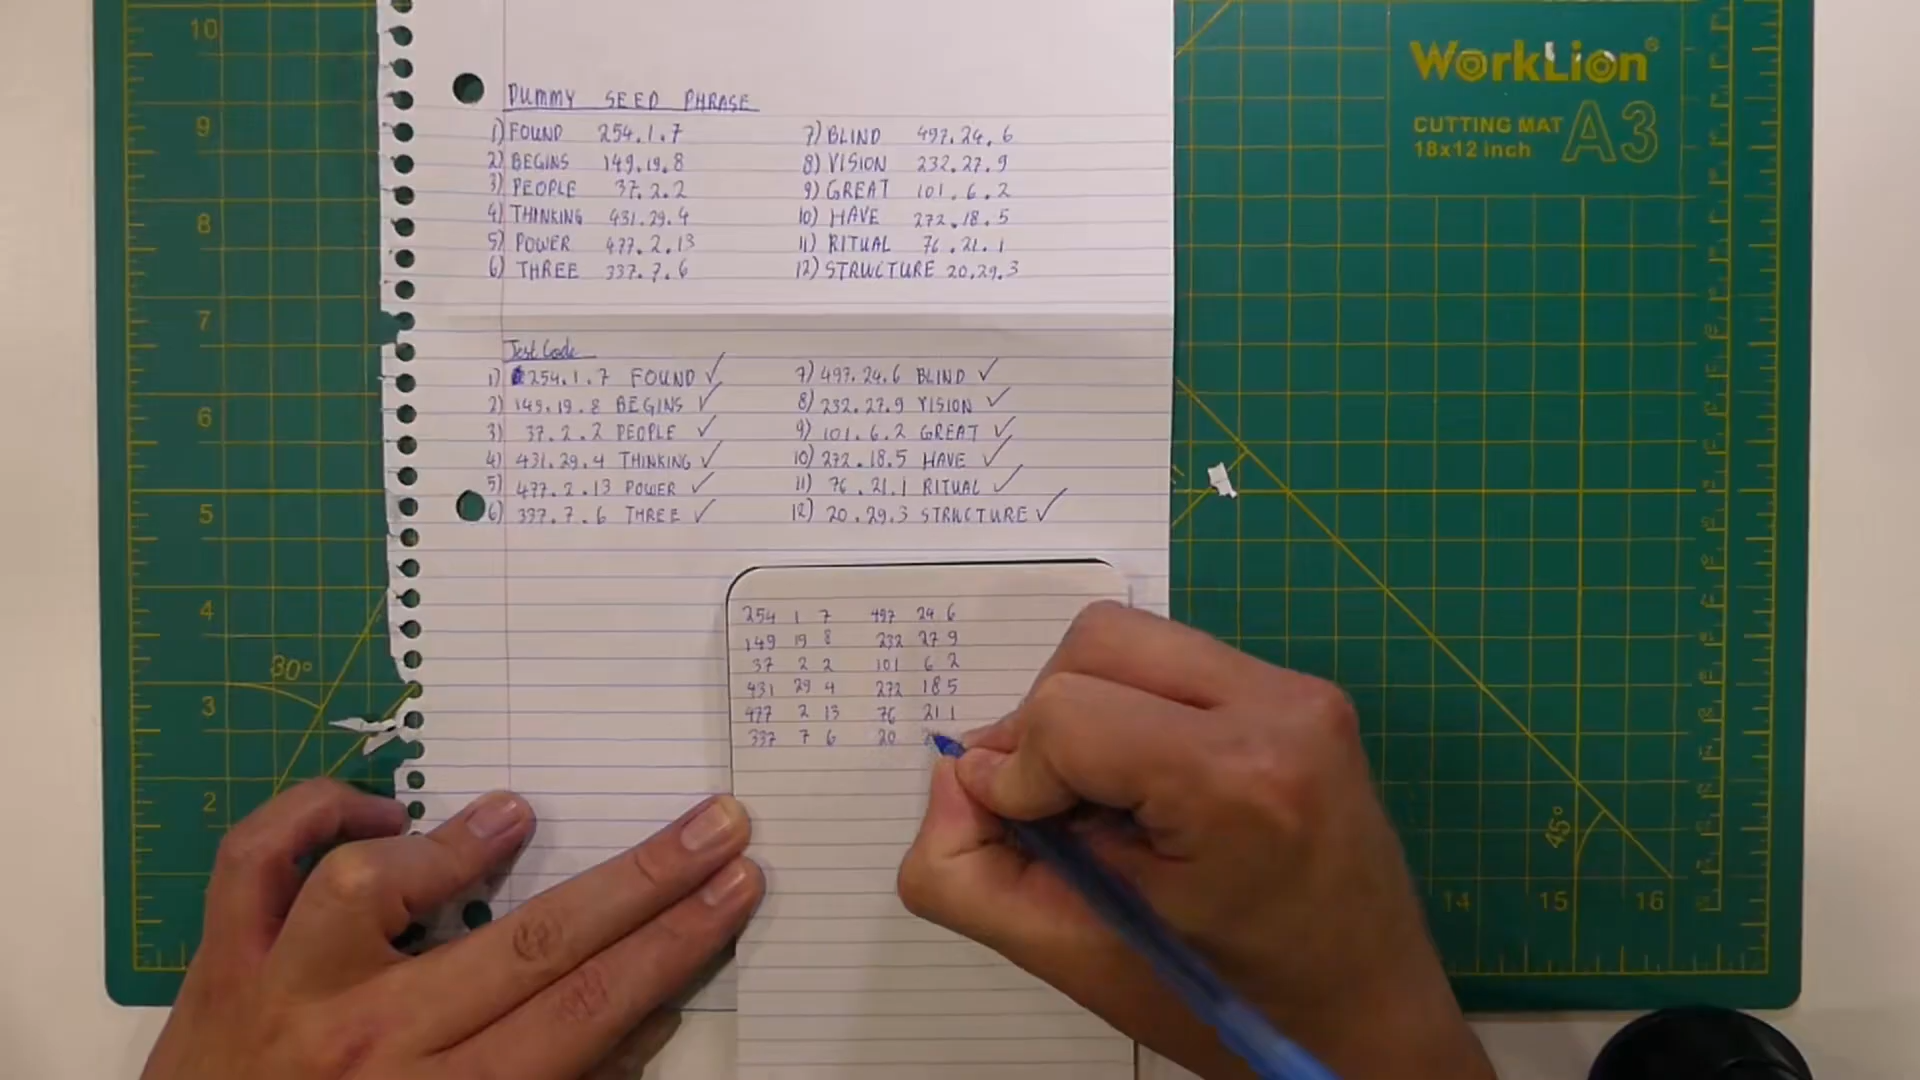 DUMMY SEED PHRASE
1) FOUND 254.1.7
2) BEGINS 149.19.8
3) PEOPLE 37.2.2
4) THINKING 431.29.4
5) POWER 477.2.13
6) THREE 337.7.6
7) BLIND 497.24.6
8) VISION 232.27.9
9) GREAT 101.6.2
10) HAVE 272.18.5
11) RITUAL 76.21.1
12) STRUCTURE 20.29.3
Test Code
1) 254.1.7 FOUND ✓
2) 149.19.8 BEGINS ✓
3) 37.2.2 PEOPLE ✓
4) 431.29.4 THINKING ✓
5) 477.2.13 POWER ✓
6) 337.7.6 THREE ✓
7) 497.24.6 BLIND ✓
8) 232.27.9 VISION ✓
9) 101.6.2 GREAT ✓
10) 272.18.5 HAVE ✓
11) 76.21.1 RITUAL ✓
12) 20.29.3 STRUCTURE ✓
254 1 7 497 24 6
149 19 8 232 27 9
37 2 2 101 6 2
431 29 4 272 18 5
477 2 13 76 21 1
337 7 6 20
WorkLion®
CUTTING MAT A3
18x12 inch
10
9
8
7
6
5
4
3
2
30°
45°
14
15
16